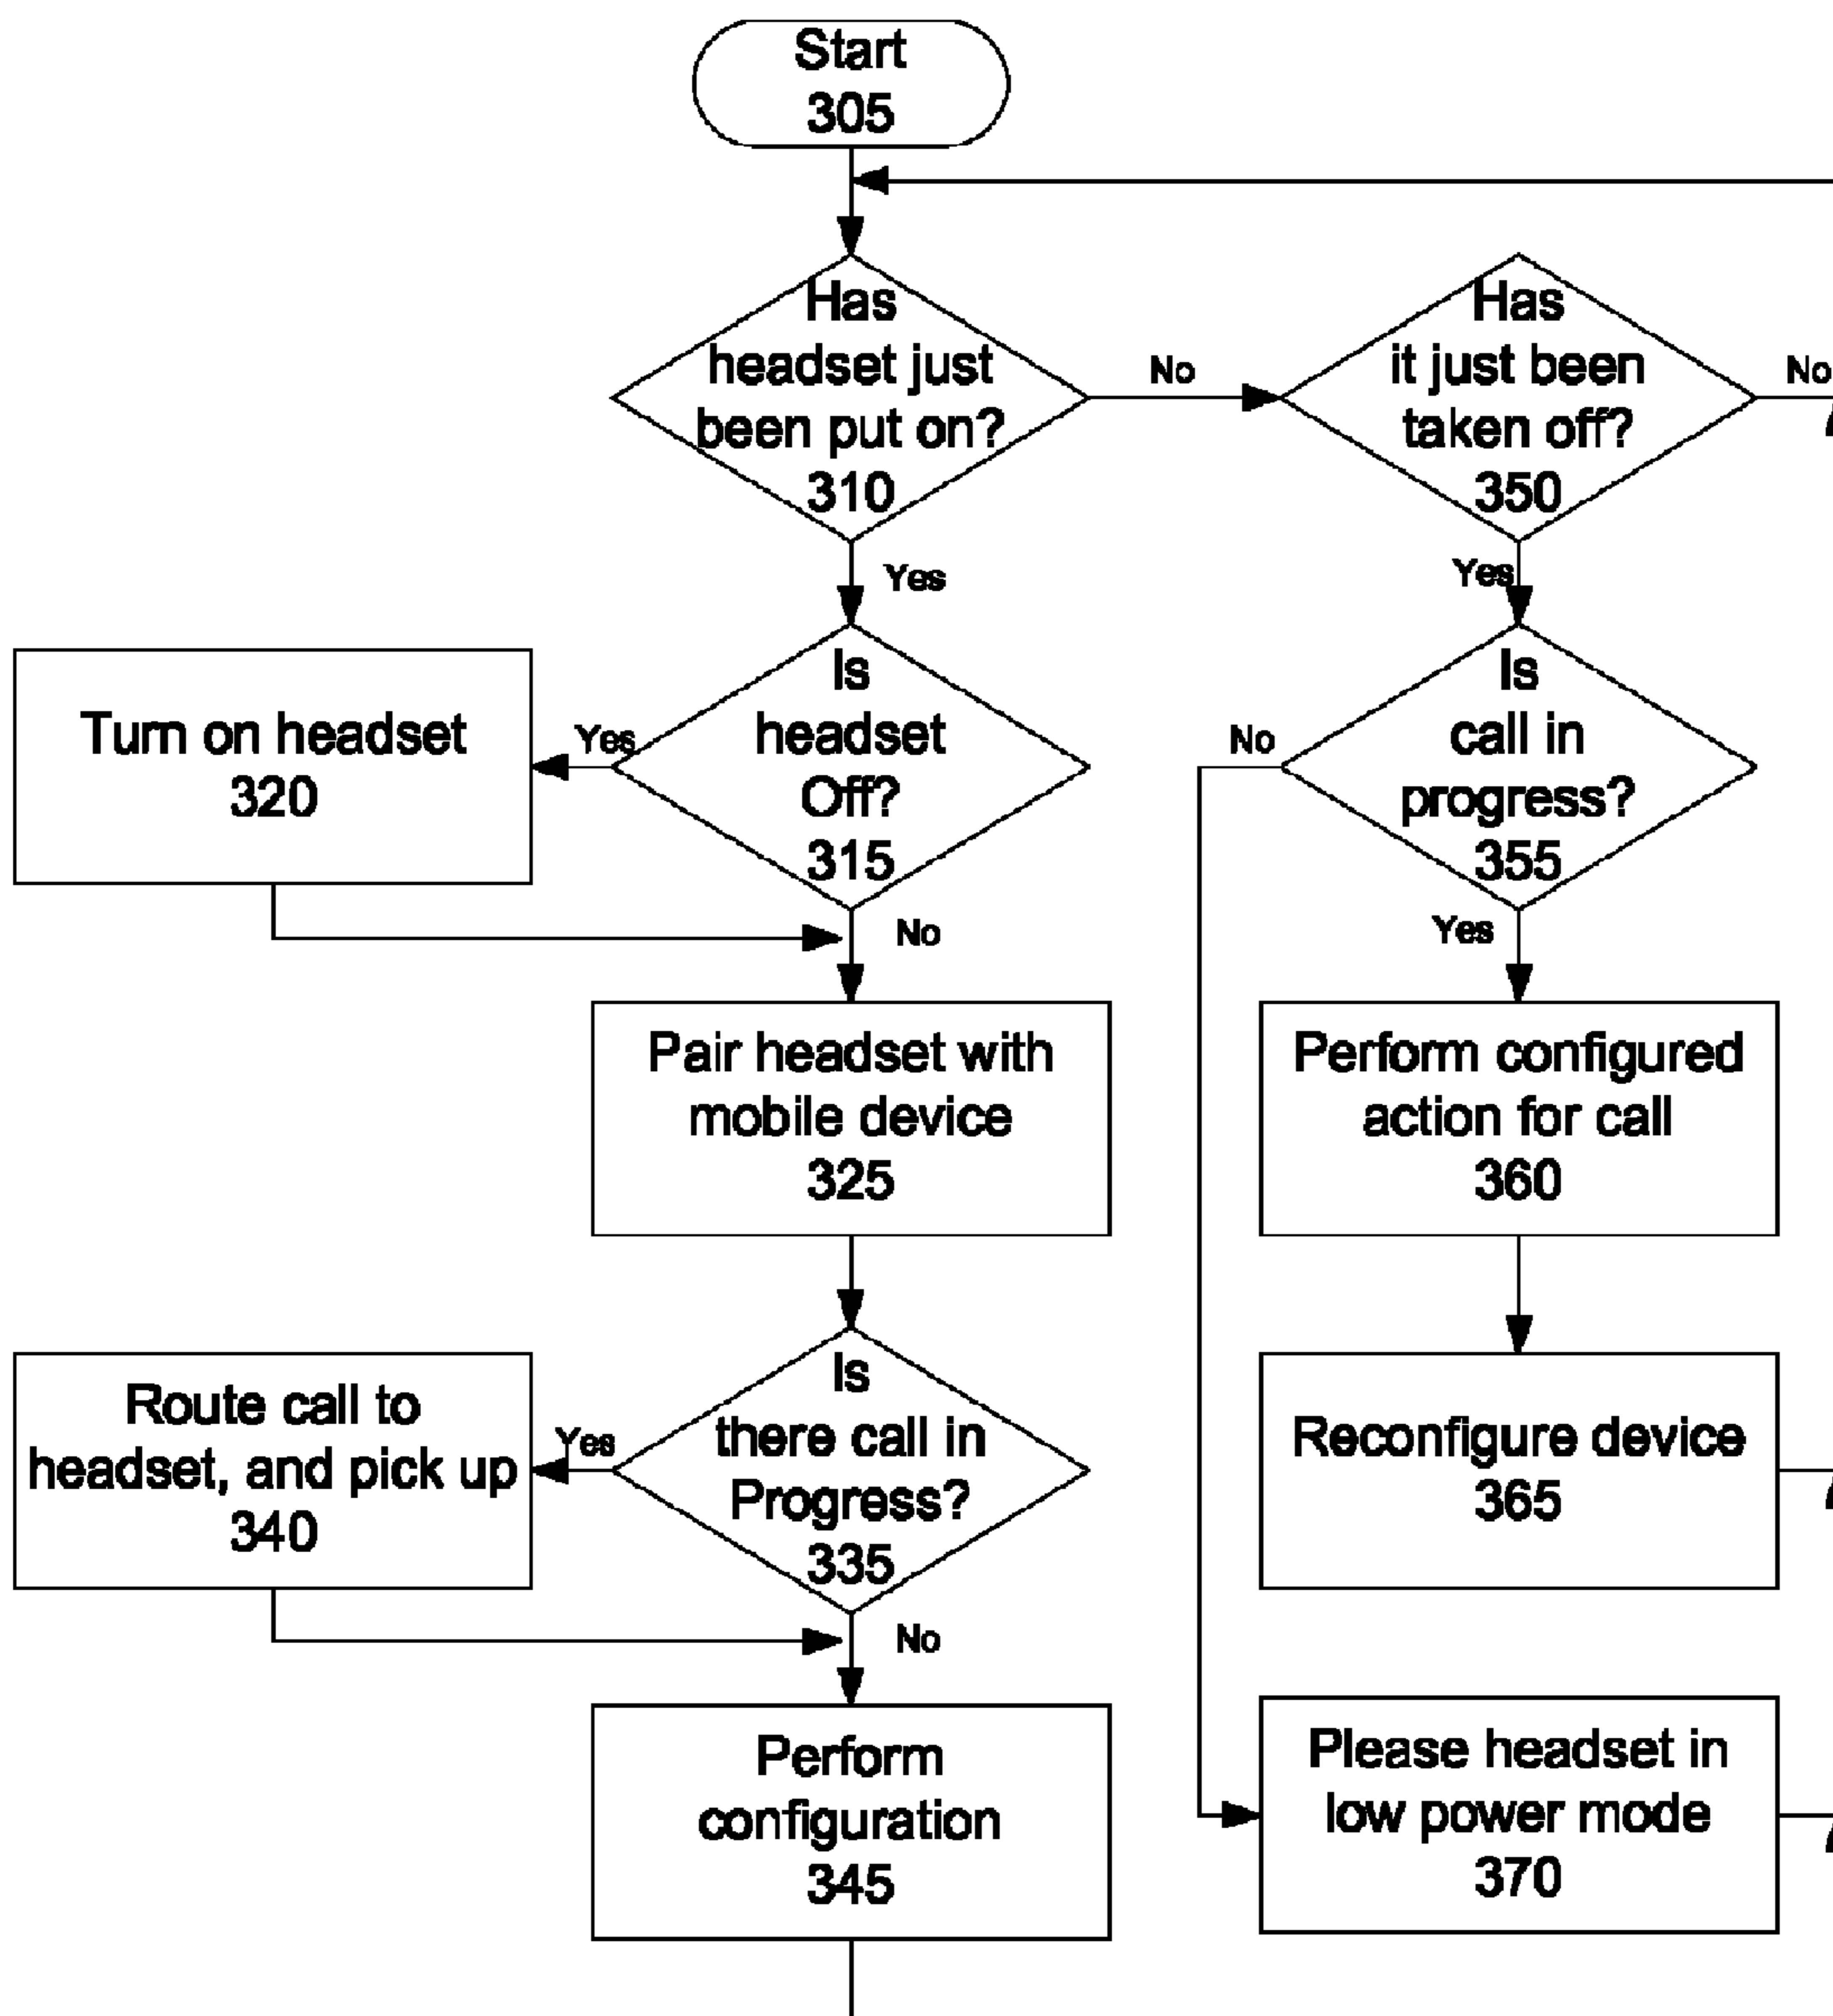 Start
305
Has
headset just
been put on?
310
No
Has
it just been
taken off?
350
No
Yes
Yes
Turn on headset
320
Yes
Is
headset
Off?
315
No
Is
call in
progress?
355
No
Yes
Pair headset with
mobile device
325
Perform configured
action for call
360
Route call to
headset, and pick up
340
Yes
Is
there call in
Progress?
335
Reconfigure device
365
No
Perform
configuration
345
Please headset in
low power mode
370